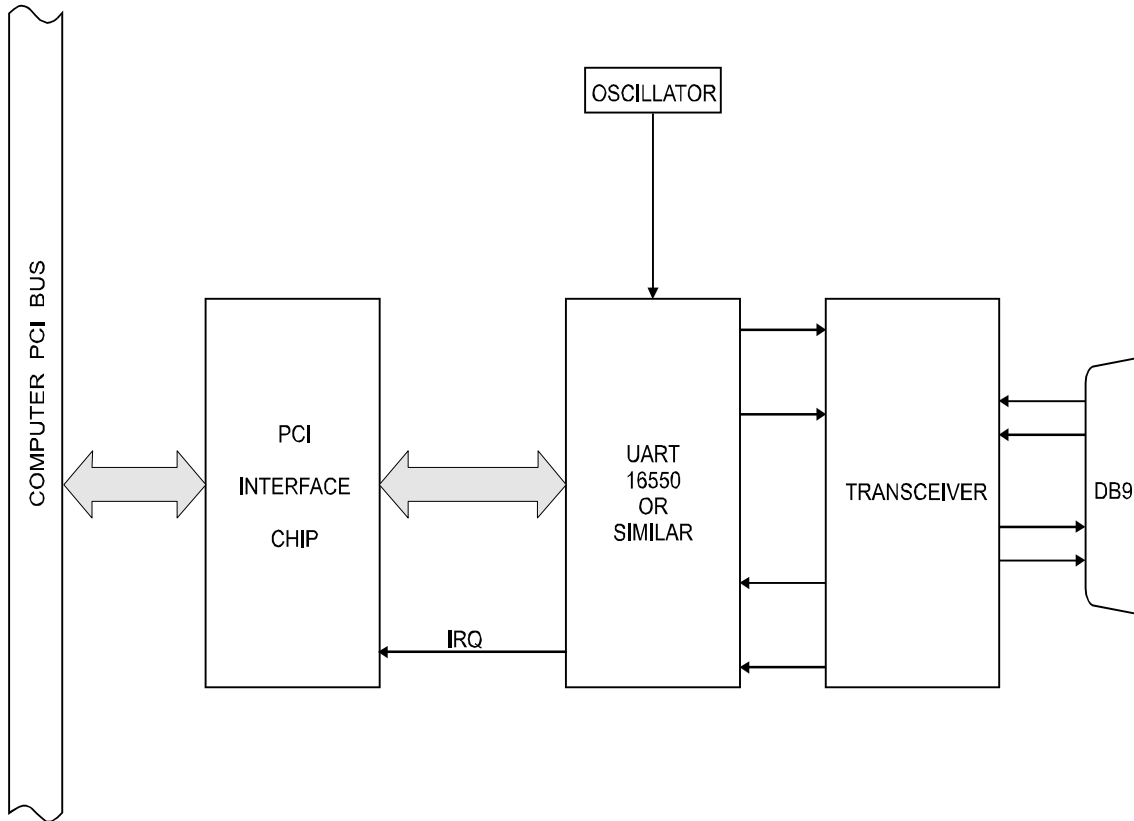 COMPUTER PCI BUS
OSCILLATOR
PCI
INTERFACE
CHIP
IRQ
UART
16550
OR
SIMILAR
TRANSCEIVER
DB9